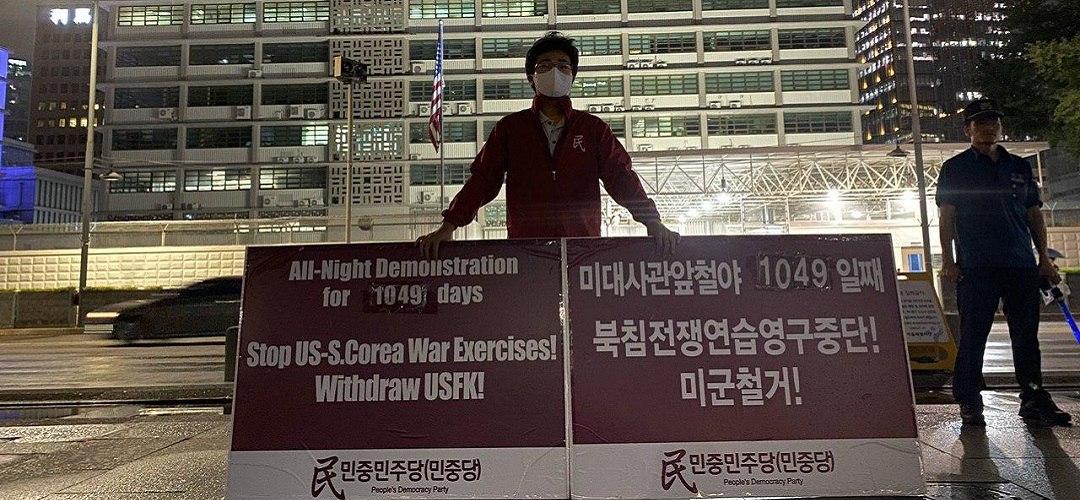 民
All-Night Demonstration
for 1049 days
Stop US-S.Corea War Exercises!
Withdraw USFK!
民 민중민주당(민중당)
People's Democracy Party
미대사관앞철야 1049 일째
북침전쟁연습영구중단!
미군철거!
民 민중민주당(민중당)
People's Democracy Party